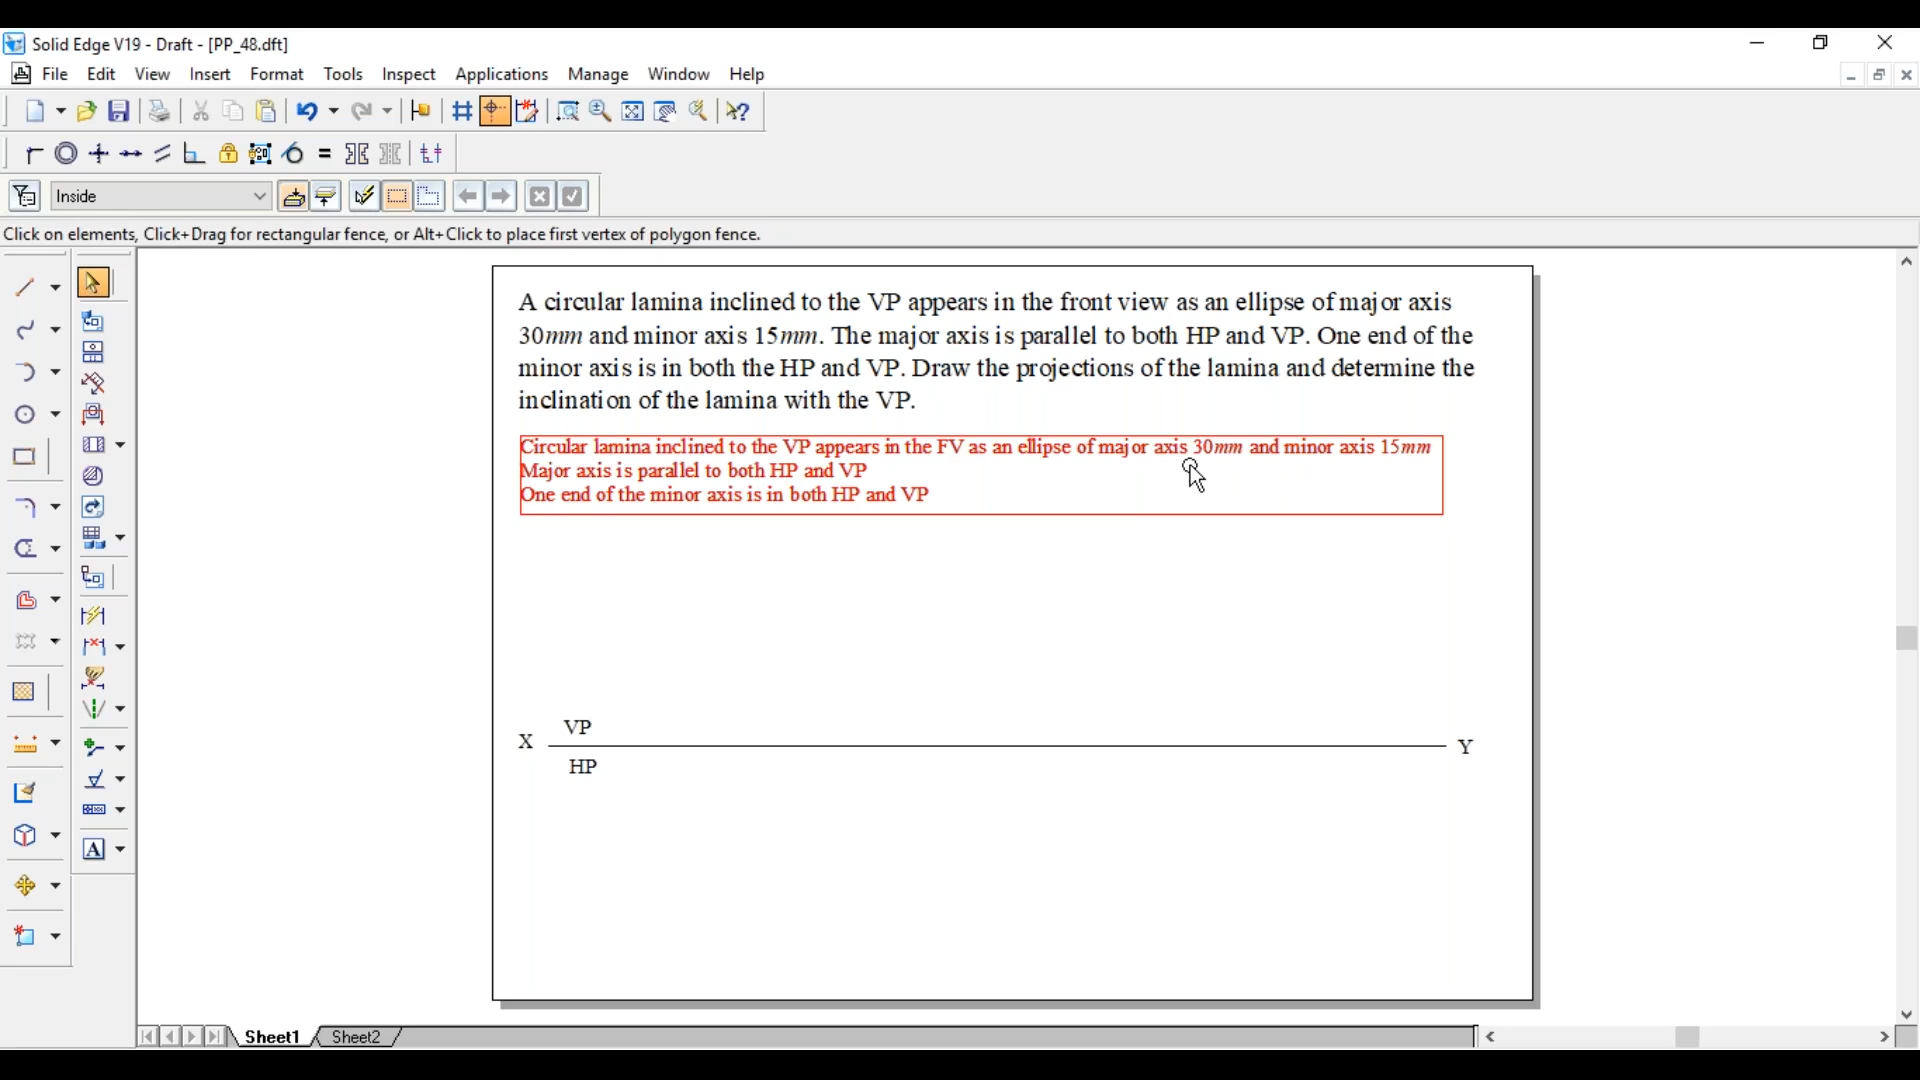 Solid Edge V19 - Draft - [PP_48.dft]
File Edit View Insert Format Tools Inspect Applications Manage Window Help
Inside
Click on elements, Click+Drag for rectangular fence, or Alt+Click to place first vertex of polygon fence.
A circular lamina inclined to the VP appears in the front view as an ellipse of major axis
30mm and minor axis 15mm. The major axis is parallel to both HP and VP. One end of the
minor axis is in both the HP and VP. Draw the projections of the lamina and determine the
inclination of the lamina with the VP.
Circular lamina inclined to the VP appears in the FV as an ellipse of major axis 30mm and minor axis 15mm
Major axis is parallel to both HP and VP
One end of the minor axis is in both HP and VP
VP
X Y
HP
A
Sheet1 Sheet2